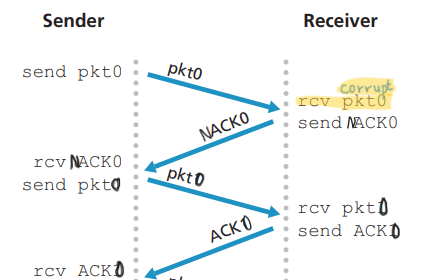 Sender
Receiver
send pkt0
pkt0
corrupt
rcv pkt0
send NACK0
NACK0
rcv NACK0
send pkt0
pkt0
rcv pkt0
send ACK0
ACK0
rcv ACK0